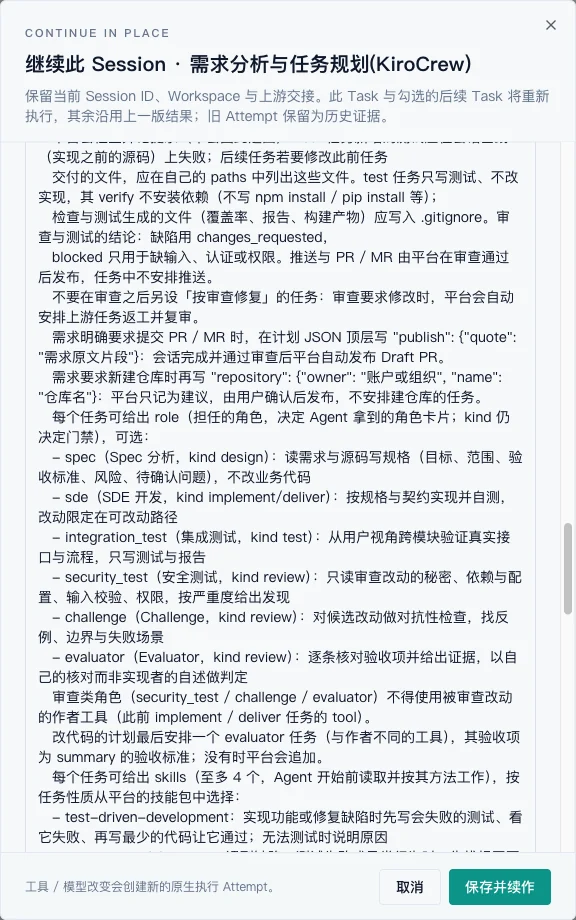 CONTINUE IN PLACE
继续此 Session · 需求分析与任务规划(KiroCrew)
保留当前 Session ID、Workspace 与上游交接。此 Task 与勾选的后续 Task 将重新
执行，其余沿用上一版结果；旧 Attempt 保留为历史证据。
（实现之前的源码）上失败；后续任务若要修改此前任务
交付的文件，应在自己的 paths 中列出这些文件。test 任务只写测试、不改
实现，其 verify 不安装依赖（不写 npm install / pip install 等）；
检查与测试生成的文件（覆盖率、报告、构建产物）应写入 .gitignore。审
查与测试的结论：缺陷用 changes_requested,
blocked 只用于缺输入、认证或权限。推送与 PR / MR 由平台在审查通过
后发布，任务中不安排推送。
不要在审查之后另设「按审查修复」的任务：审查要求修改时，平台会自动
安排上游任务返工并复审。
需求明确要求提交 PR / MR 时，在计划 JSON 顶层写 "publish": {"quote":
"需求原文片段"}：会话完成并通过审查后平台自动发布 Draft PR。
需求要求新建仓库时再写 "repository": {"owner": "账户或组织", "name":
"仓库名"}：平台只记为建议，由用户确认后发布，不安排建仓库的任务。
每个任务可给出 role（担任的角色，决定 Agent 拿到的角色卡片；kind 仍
决定门禁），可选：
– spec（Spec 分析，kind design）：读需求与源码写规格（目标、范围、验
收标准、风险、待确认问题），不改业务代码
– sde（SDE 开发，kind implement/deliver）：按规格与契约实现并自测，
改动限定在可改动路径
– integration_test（集成测试，kind test）：从用户视角跨模块验证真实接
口与流程，只写测试与报告
– security_test（安全测试，kind review）：只读审查改动的秘密、依赖与配
置、输入校验、权限，按严重度给出发现
– challenge（Challenge，kind review）：对候选改动做对抗性检查，找反
例、边界与失败场景
– evaluator（Evaluator，kind review）：逐条核对验收项并给出证据，以自
己的核对而非实现者的自述做判定
审查类角色（security_test / challenge / evaluator）不得使用被审查改动
的作者工具（此前 implement / deliver 任务的 tool）。
改代码的计划最后安排一个 evaluator 任务（与作者不同的工具），其验收项
为 summary 的验收标准；没有时平台会追加。
每个任务可给出 skills（至多 4 个，Agent 开始前读取并按其方法工作），按
任务性质从平台的技能包中选择：
– test-driven-development：实现功能或修复缺陷时先写会失败的测试、看
它失败、再写最少的代码让它通过；无法测试时说明原因
工具 / 模型改变会创建新的原生执行 Attempt。
取消
保存并续作